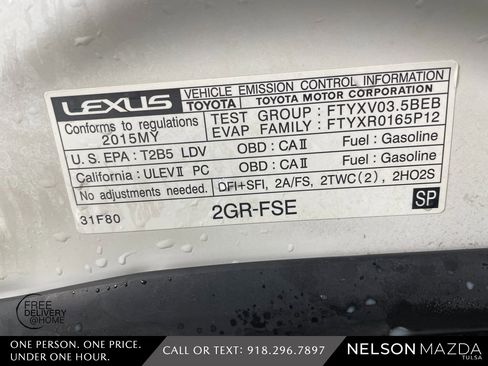 LEXUS
VEHICLE EMISSION CONTROL INFORMATION
TOYOTA TOYOTA MOTOR CORPORATION
Conforms to regulations
2015MY
TEST GROUP : FTYXV03.5BEB
EVAP FAMILY : FTYXR0165P12
U.S. EPA : T2B5 LDV OBD : CAII Fuel : Gasoline
California : ULEVII PC OBD : CAII Fuel : Gasoline
No adjustments needed. DFI+SFI, 2A/FS, 2TWC(2), 2HO2S
31F80 2GR-FSE SP
FREE
DELIVERY
@HOME
ONE PERSON. ONE PRICE.
UNDER ONE HOUR.
CALL OR TEXT: 918.296.7897
NELSON MAZDA
TULSA